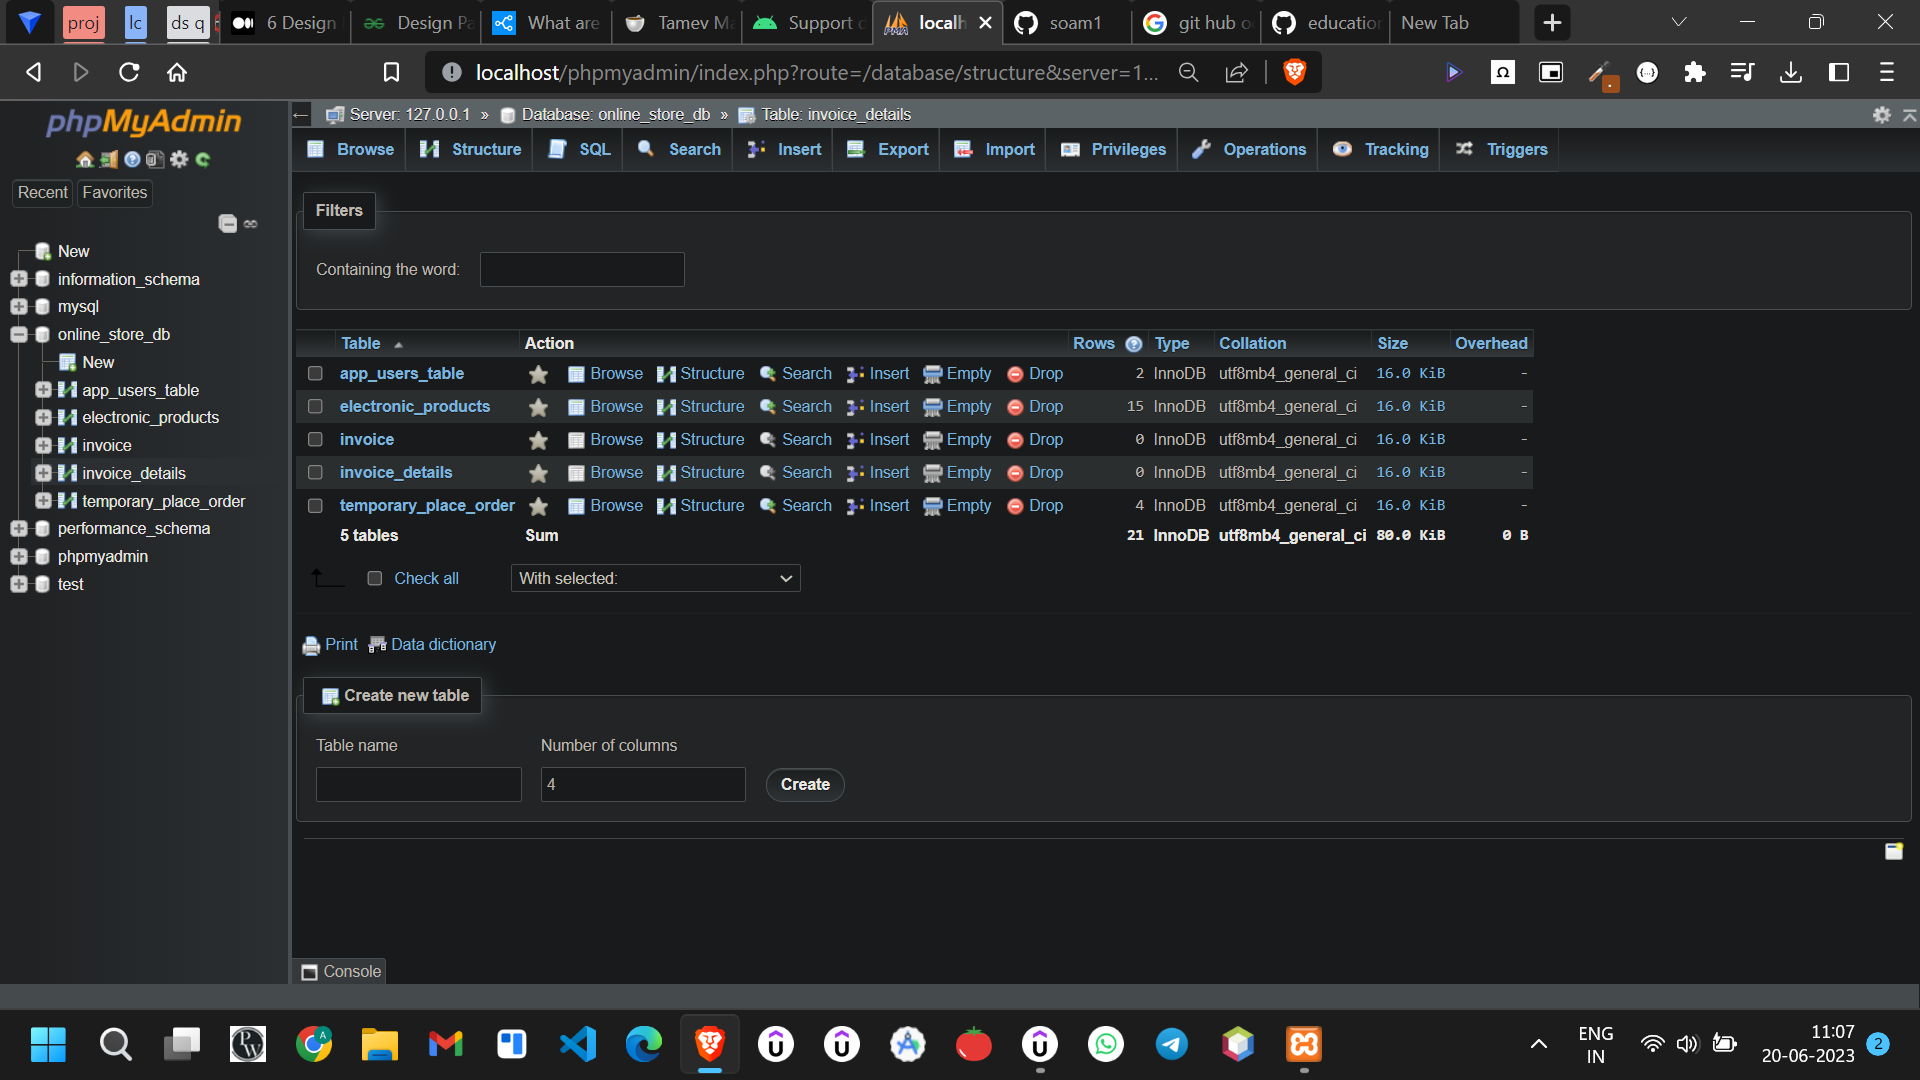 proj
lc
ds q
6 Design
Design Pa
What are
Tamev Ma
Support d
localh
soam1
git hub o
education
New Tab
localhost/phpmyadmin/index.php?route=/database/structure&server=1...
phpMyAdmin
Recent
Favorites
New
information_schema
mysql
online_store_db
New
app_users_table
electronic_products
invoice
invoice_details
temporary_place_order
performance_schema
phpmyadmin
test
Server: 127.0.0.1 » Database: online_store_db » Table: invoice_details
Browse Structure SQL Search Insert Export Import Privileges Operations Tracking Triggers
Filters
Containing the word:
Table Action Rows Type Collation Size Overhead
app_users_table Browse Structure Search Insert Empty Drop 2 InnoDB utf8mb4_general_ci 16.0 KiB -
electronic_products Browse Structure Search Insert Empty Drop 15 InnoDB utf8mb4_general_ci 16.0 KiB -
invoice Browse Structure Search Insert Empty Drop 0 InnoDB utf8mb4_general_ci 16.0 KiB -
invoice_details Browse Structure Search Insert Empty Drop 0 InnoDB utf8mb4_general_ci 16.0 KiB -
temporary_place_order Browse Structure Search Insert Empty Drop 4 InnoDB utf8mb4_general_ci 16.0 KiB -
5 tables Sum 21 InnoDB utf8mb4_general_ci 80.0 KiB 0 B
Check all With selected:
Print Data dictionary
Create new table
Table name Number of columns
4 Create
Console
ENG
IN
11:07
20-06-2023
2